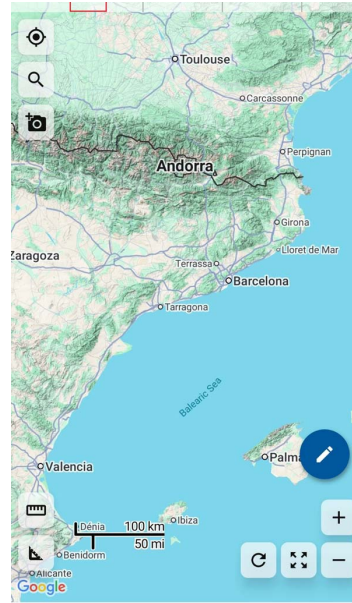 Toulouse
Carcassonne
Perpignan
Andorra
Girona
Zaragoza
Terrassa
Lloret de Mar
Barcelona
Tarragona
Balearic Sea
Palma
Valencia
Dénia
100 km
50 mi
Ibiza
Benidorm
Alicante
Google